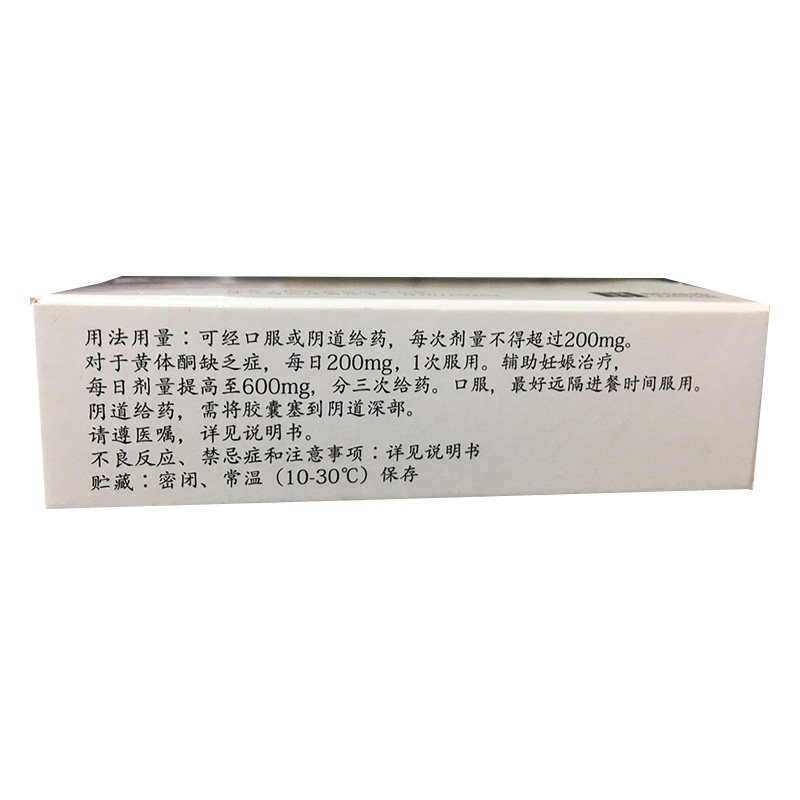 用法用量：可经口服或阴道给药，每次剂量不得超过200mg。
对于黄体酮缺乏症，每日200mg，1次服用。辅助妊娠治疗，
每日剂量提高至600mg，分三次给药。口服，最好远隔进餐时间服用。
阴道给药，需将胶囊塞到阴道深部。
请遵医嘱，详见说明书。
不良反应、禁忌症和注意事项：详见说明书
贮藏：密闭、常温（10-30℃）保存